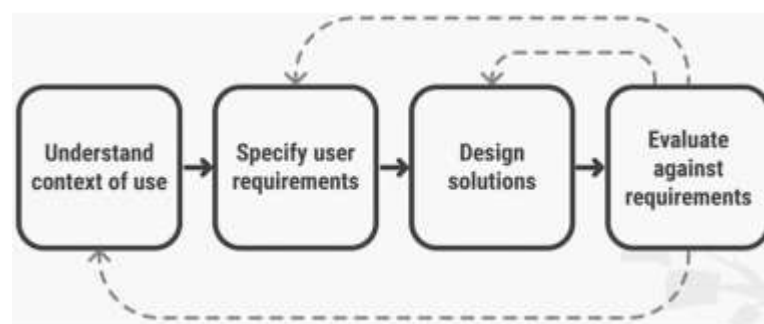 Understand
context of use
Specify user
requirements
Design
solutions
Evaluate
against
requirements